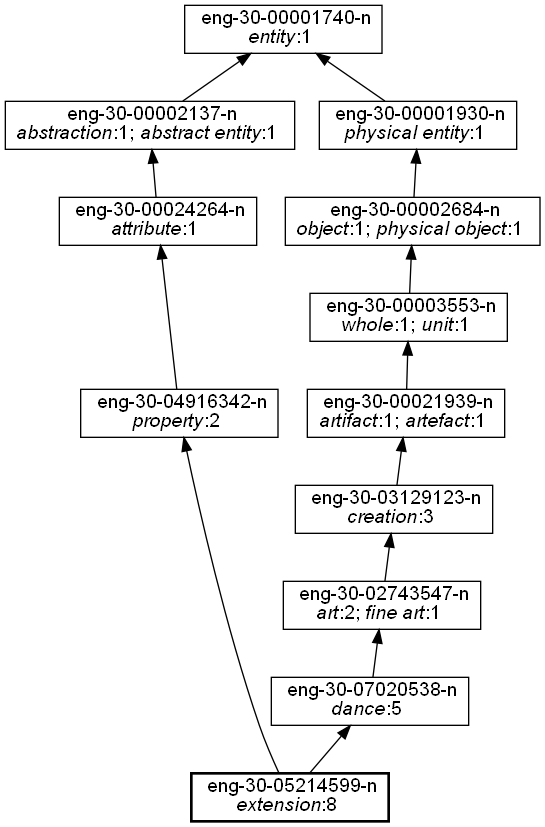 eng-30-00001740-n
entity:1
eng-30-00002137-n
abstraction:1; abstract entity:1
eng-30-00001930-n
physical entity:1
eng-30-00024264-n
attribute:1
eng-30-00002684-n
object:1; physical object:1
eng-30-00003553-n
whole:1; unit:1
eng-30-04916342-n
property:2
eng-30-00021939-n
artifact:1; artefact:1
eng-30-03129123-n
creation:3
eng-30-02743547-n
art:2; fine art:1
eng-30-07020538-n
dance:5
eng-30-05214599-n
extension:8